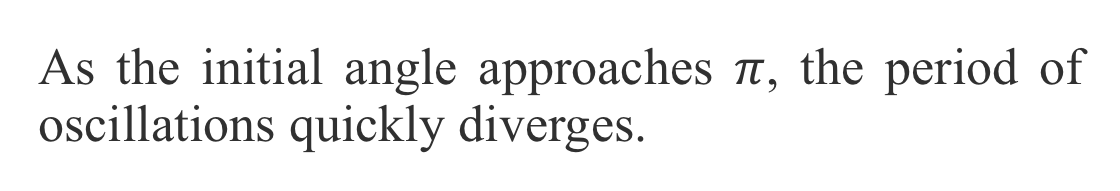 As the initial angle approaches π, the period of
oscillations quickly diverges.